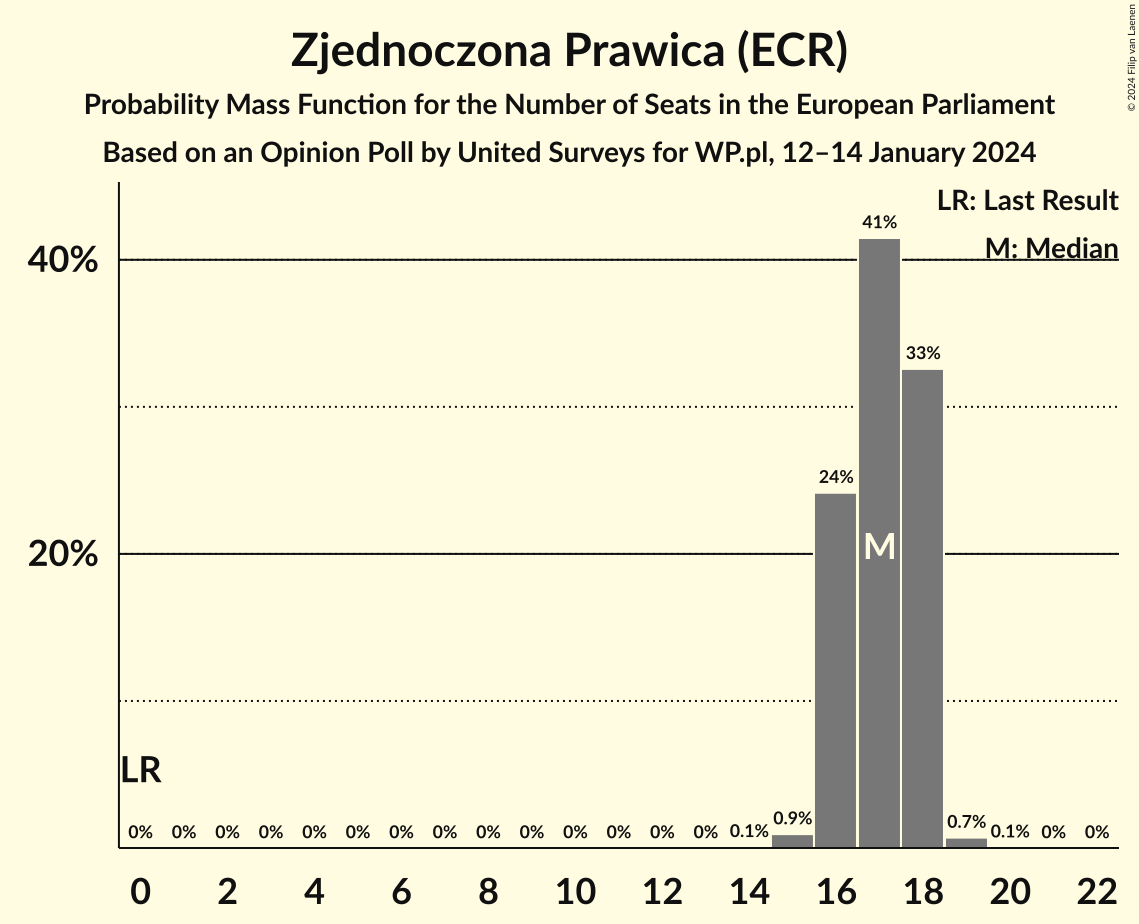 Zjednoczona Prawica (ECR)
Probability Mass Function for the Number of Seats in the European Parliament
Based on an Opinion Poll by United Surveys for WP.pl, 12–14 January 2024
© 2024 Filip van Laenen
LR: Last Result
M: Median
40%
20%
41%
33%
24%
M
LR
0% 0% 0% 0% 0% 0% 0% 0% 0% 0% 0% 0% 0% 0% 0.1% 0.9% 0.7% 0.1% 0% 0%
0 2 4 6 8 10 12 14 16 18 20 22